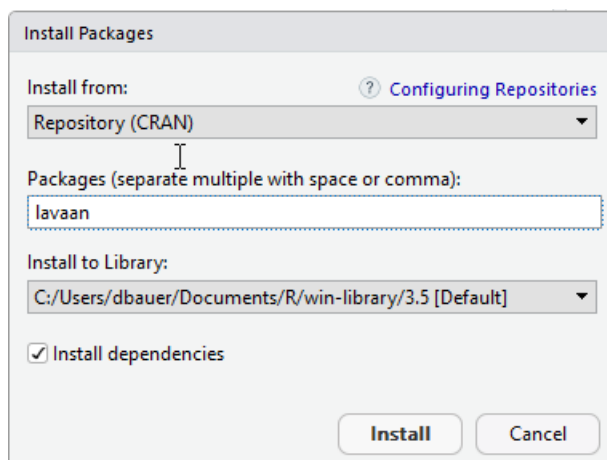 Install Packages
Install from:
? Configuring Repositories
Repository (CRAN)
Packages (separate multiple with space or comma):
lavaan
Install to Library:
C:/Users/dbauer/Documents/R/win-library/3.5 [Default]
Install dependencies
Install
Cancel